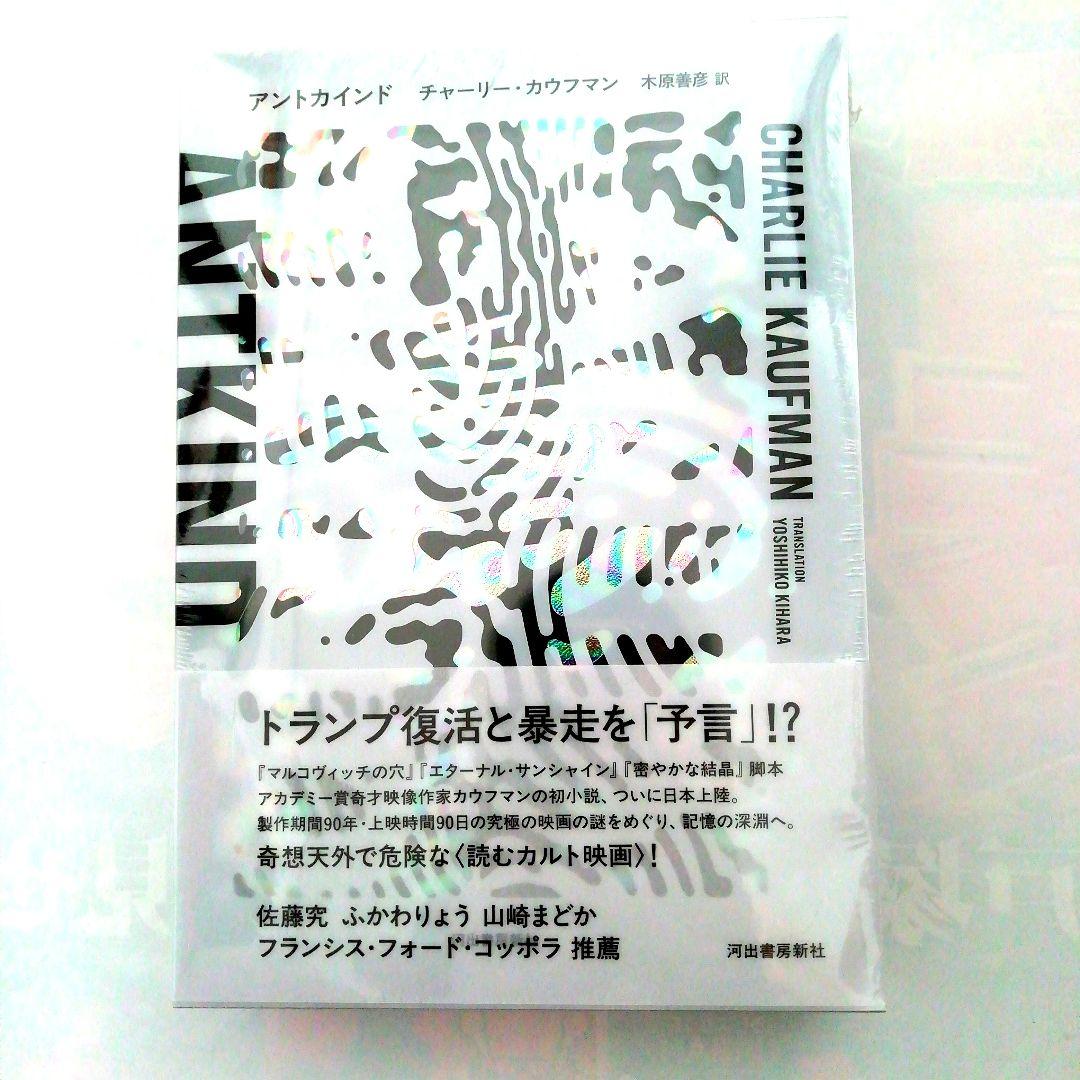 アントカインド チャーリー・カウフマン 木原善彦 訳
ANTKIND
CHARLIE KAUFMAN
TRANSLATION
YOSHIHIKO KIHARA
トランプ復活と暴走を「予言」!?
『マルコヴィッチの穴』『エターナル・サンシャイン』『密やかな結晶』脚本
アカデミー賞奇才映像作家カウフマンの初小説、ついに日本上陸。
製作期間90年・上映時間90日の究極の映画の謎をめぐり、記憶の深淵へ。
奇想天外で危険な〈読むカルト映画〉!
佐藤究 ふかわりょう 山崎まどか
フランシス・フォード・コッポラ 推薦
河出書房新社